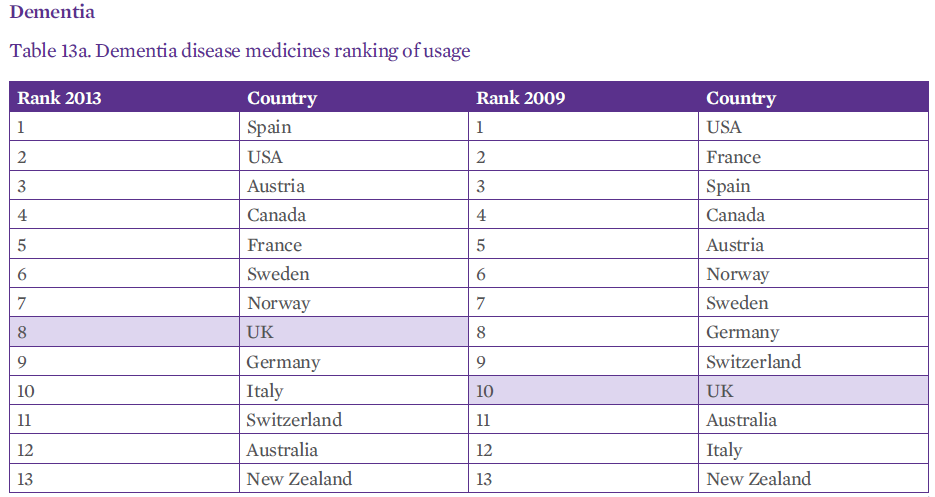 Dementia
Table 13a. Dementia disease medicines ranking of usage
Rank 2013 Country Rank 2009 Country
1 Spain 1 USA
2 USA 2 France
3 Austria 3 Spain
4 Canada 4 Canada
5 France 5 Austria
6 Sweden 6 Norway
7 Norway 7 Sweden
8 UK 8 Germany
9 Germany 9 Switzerland
10 Italy 10 UK
11 Switzerland 11 Australia
12 Australia 12 Italy
13 New Zealand 13 New Zealand